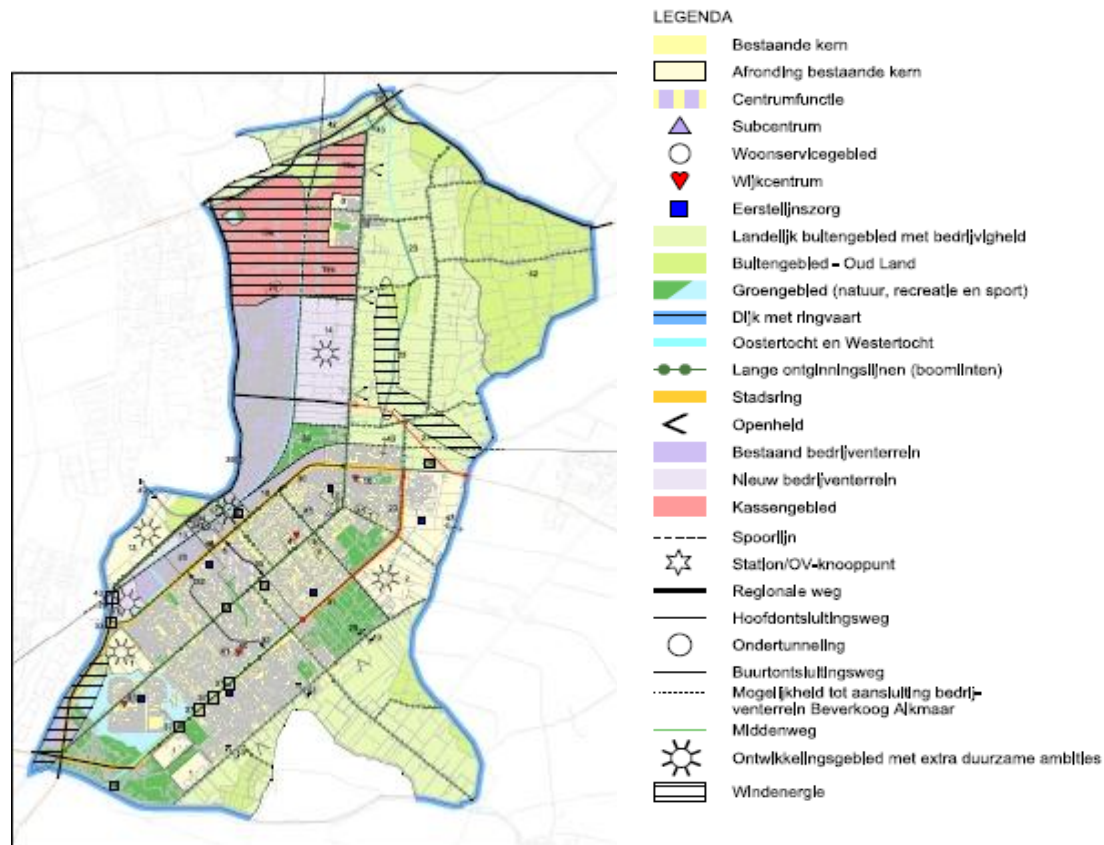 LEGENDA
Bestaande kern
Afronding bestaande kern
Centrumfunctie
Subcentrum
Woonservicegebied
Wijkcentrum
Eerstelijnszorg
Landelijk buitengebied met bedrijvigheid
Buitengebied - Oud Land
Groengebied (natuur, recreatie en sport)
Dijk met ringvaart
Oostertocht en Westertocht
Lange ontginningslijnen (boomlinten)
Stadsring
Openheid
Bestaand bedrijventerrein
Nieuw bedrijventerrein
Kassengebied
Spoorlijn
Station/OV-knooppunt
Regionale weg
Hoofdontsluitingsweg
Ondertunneling
Buurtontsluitingsweg
Mogelijkheid tot aansluiting bedrij-
venterrein Beverkoog Alkmaar
Middenweg
Ontwikkelingsgebied met extra duurzame ambities
Windenergie